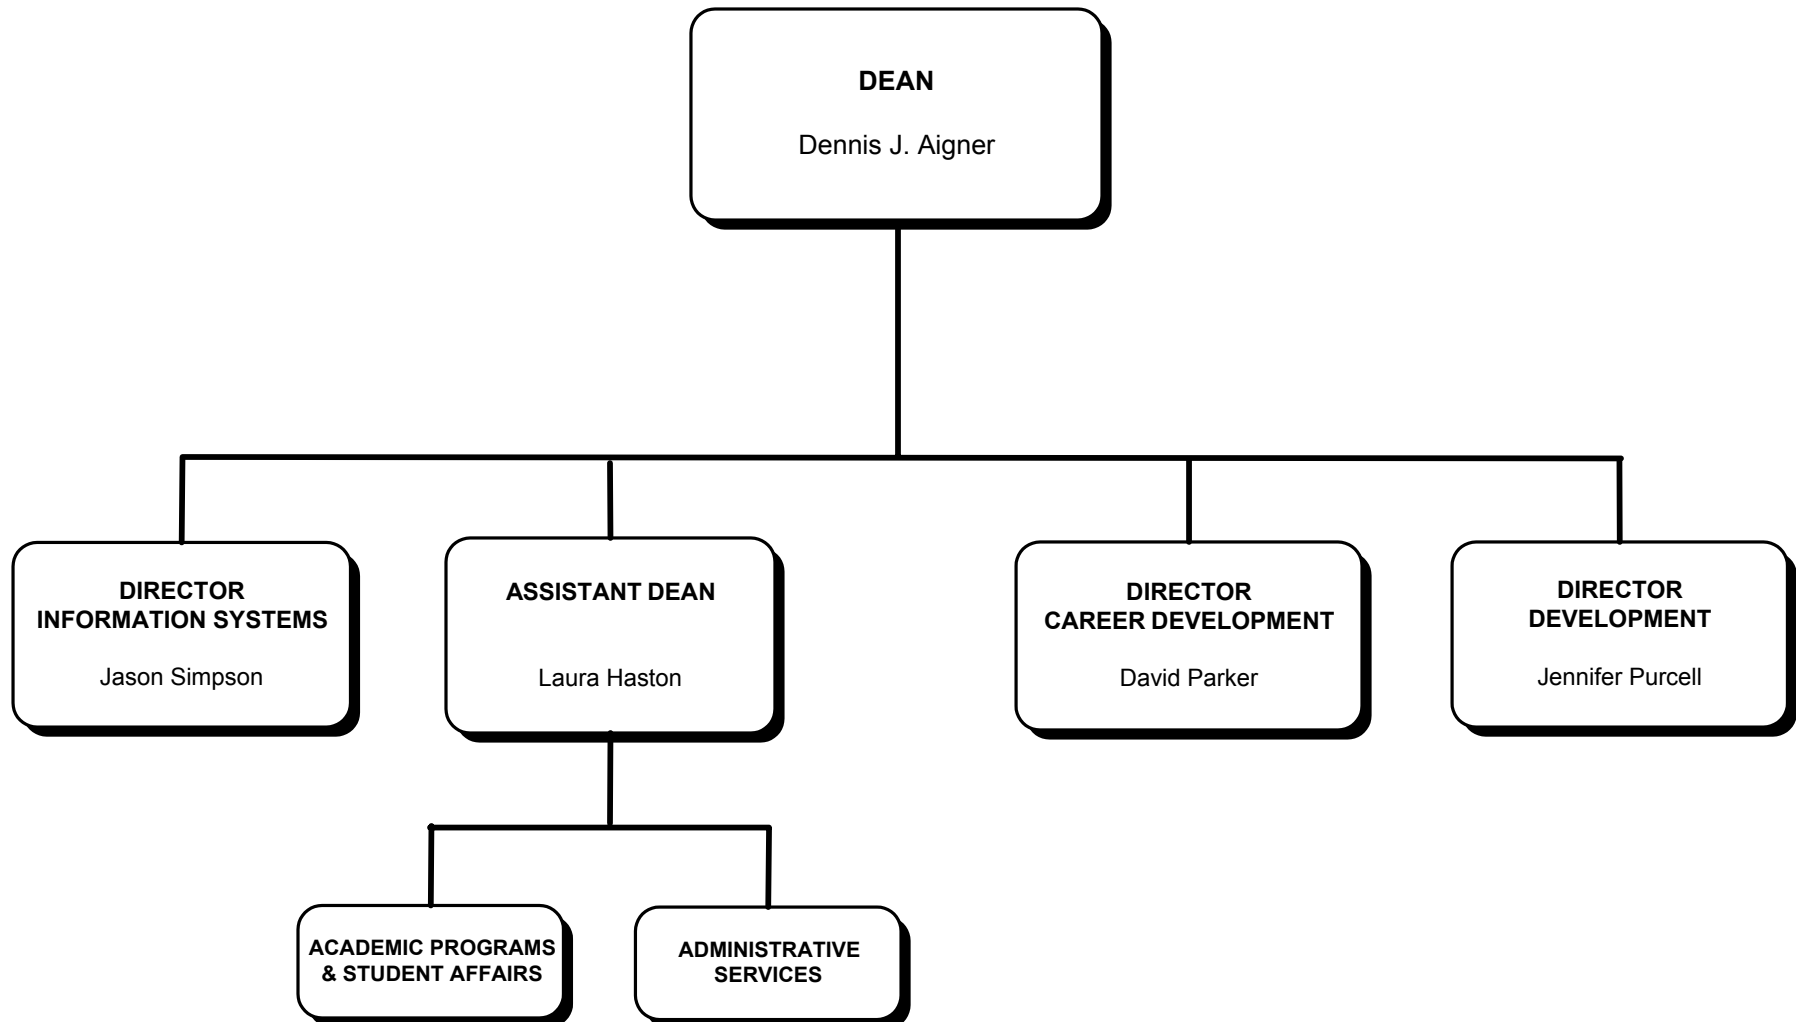 DEAN
Dennis J. Aigner
DIRECTOR
INFORMATION SYSTEMS
Jason Simpson
ASSISTANT DEAN
Laura Haston
DIRECTOR
CAREER DEVELOPMENT
David Parker
DIRECTOR
DEVELOPMENT
Jennifer Purcell
ACADEMIC PROGRAMS
& STUDENT AFFAIRS
ADMINISTRATIVE
SERVICES